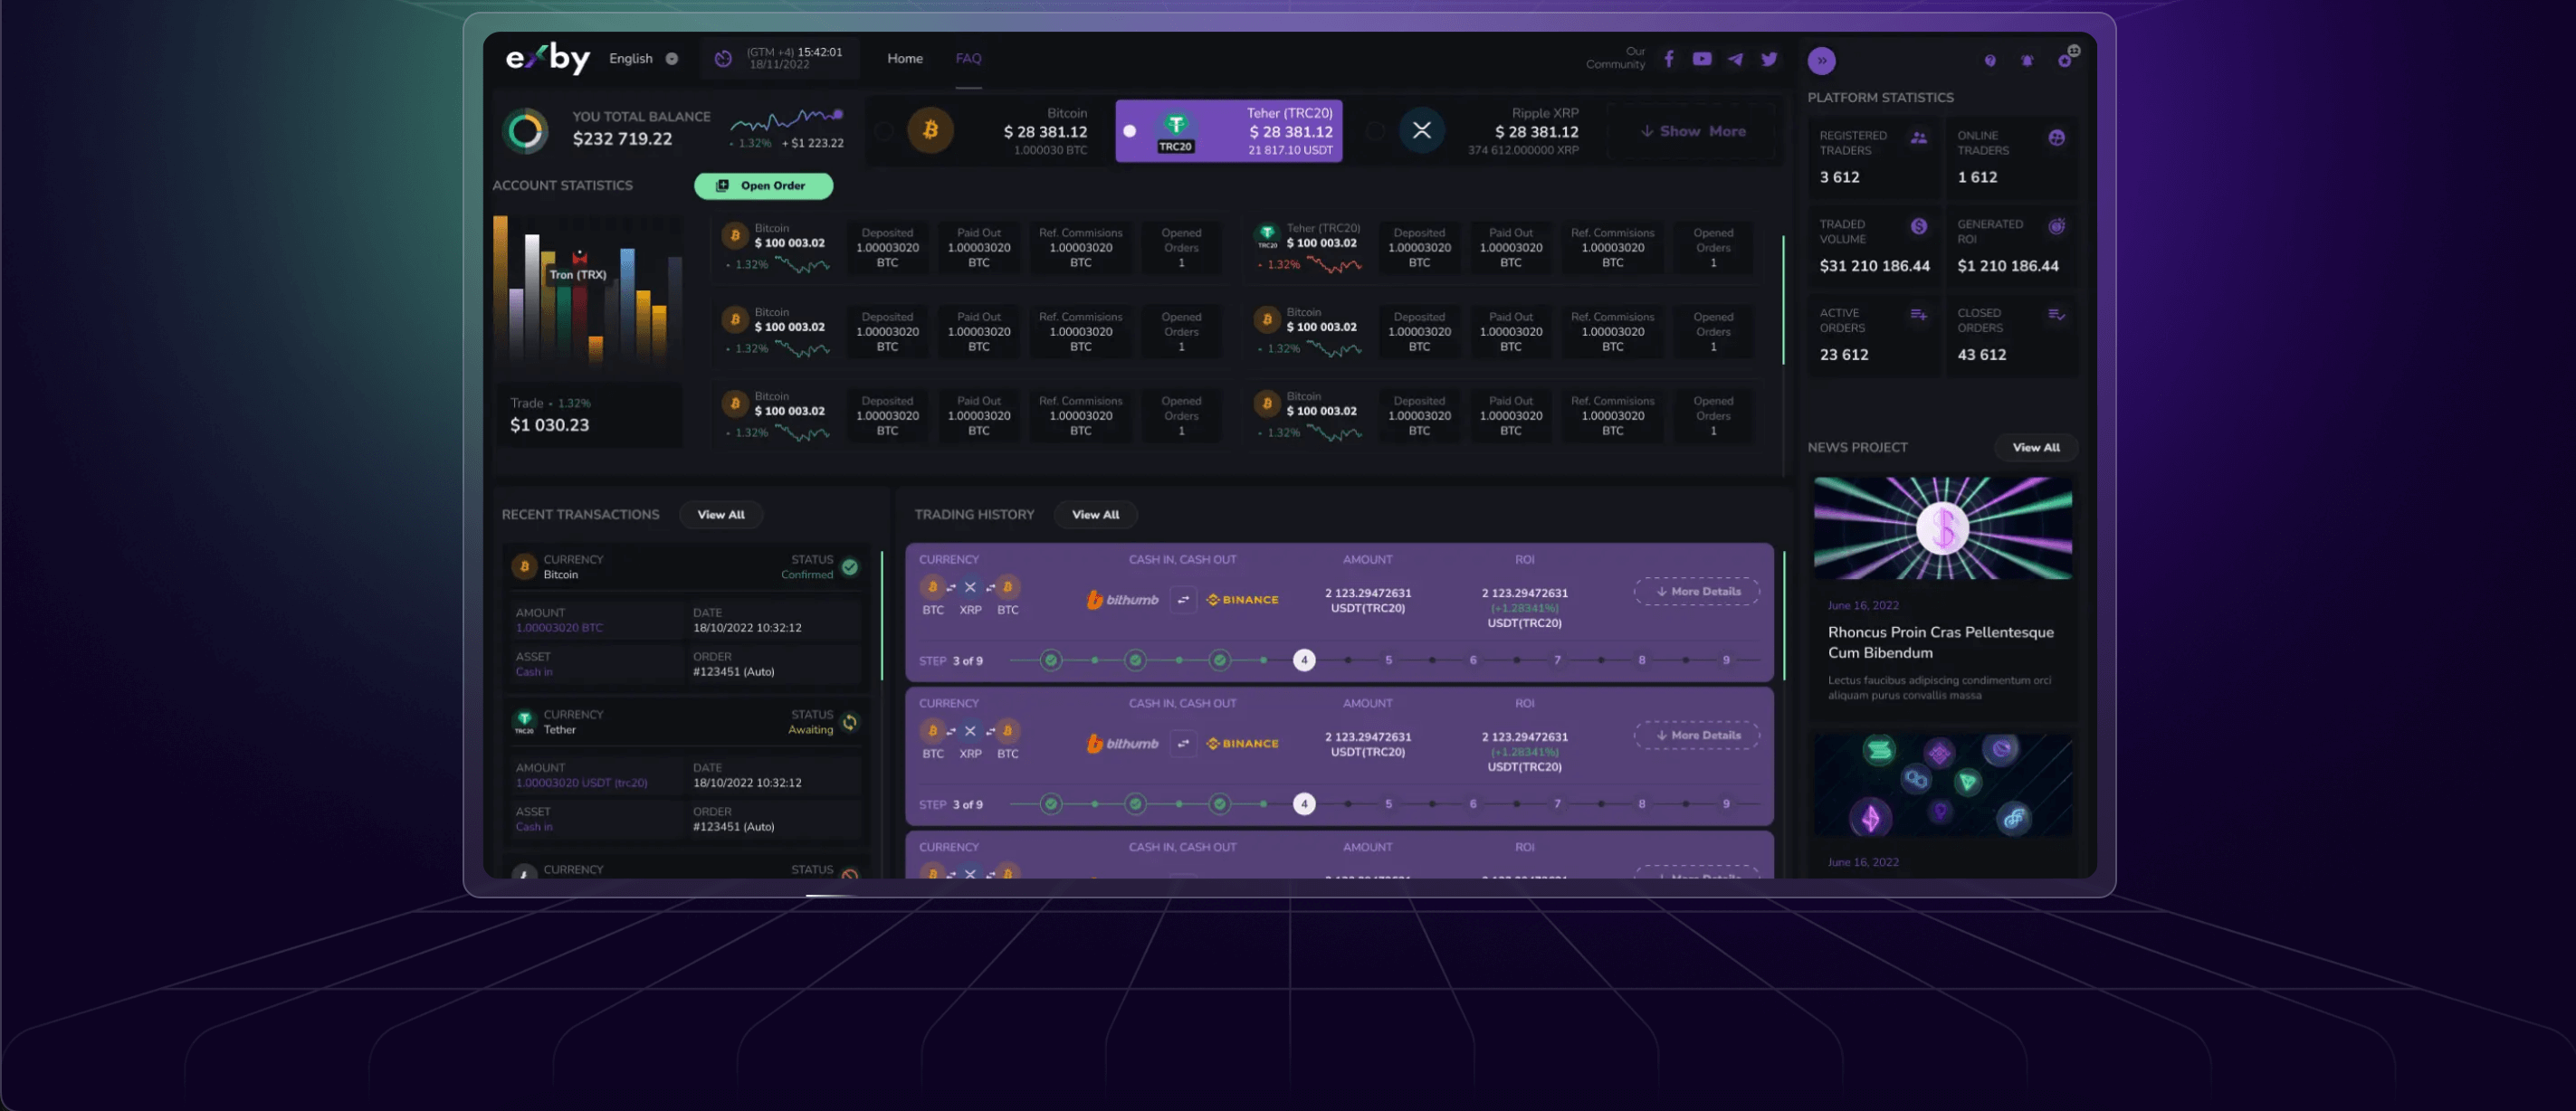 exby
English
(GTM +4) 15:42:01
18/11/2022
Home
FAQ
Our
Community
YOU TOTAL BALANCE
$232 719.22
1.32% + $1 223.22
Bitcoin
$ 28 381.12
1.000030 BTC
TRC20
Teher (TRC20)
$ 28 381.12
21 817.10 USDT
Ripple XRP
$ 28 381.12
374 612.000000 XRP
Show More
ACCOUNT STATISTICS
Open Order
Tron (TRX)
Trade - 1.32%
$1 030.23
Bitcoin
$ 100 003.02
1.32%
Deposited
1.00003020
BTC
Paid Out
1.00003020
BTC
Ref. Commisions
1.00003020
BTC
Opened
Orders
1
TRC20
Teher (TRC20)
$ 100 003.02
1.32%
Deposited
1.00003020
BTC
Paid Out
1.00003020
BTC
Ref. Commisions
1.00003020
BTC
Opened
Orders
1
Bitcoin
$ 100 003.02
1.32%
Deposited
1.00003020
BTC
Paid Out
1.00003020
BTC
Ref. Commisions
1.00003020
BTC
Opened
Orders
1
Bitcoin
$ 100 003.02
1.32%
Deposited
1.00003020
BTC
Paid Out
1.00003020
BTC
Ref. Commisions
1.00003020
BTC
Opened
Orders
1
Bitcoin
$ 100 003.02
1.32%
Deposited
1.00003020
BTC
Paid Out
1.00003020
BTC
Ref. Commisions
1.00003020
BTC
Opened
Orders
1
Bitcoin
$ 100 003.02
1.32%
Deposited
1.00003020
BTC
Paid Out
1.00003020
BTC
Ref. Commisions
1.00003020
BTC
Opened
Orders
1
RECENT TRANSACTIONS
View All
CURRENCY
Bitcoin
STATUS
Confirmed
AMOUNT
1.00003020 BTC
DATE
18/10/2022 10:32:12
ASSET
Cash in
ORDER
#123451 (Auto)
TRC20
CURRENCY
Tether
STATUS
Awaiting
AMOUNT
1.00003020 USDT (trc20)
DATE
18/10/2022 10:32:12
ASSET
Cash in
ORDER
#123451 (Auto)
CURRENCY
STATUS
TRADING HISTORY
View All
CURRENCY
CASH IN, CASH OUT
AMOUNT
ROI
BTC XRP BTC
bithumb
BINANCE
2 123.29472631
USDT(TRC20)
2 123.29472631
(+1.28341%)
USDT(TRC20)
More Details
STEP 3 of 9
4 5 6 7 8 9
CURRENCY
CASH IN, CASH OUT
AMOUNT
ROI
BTC XRP BTC
bithumb
BINANCE
2 123.29472631
USDT(TRC20)
2 123.29472631
(+1.28341%)
USDT(TRC20)
More Details
STEP 3 of 9
4 5 6 7 8 9
CURRENCY
CASH IN, CASH OUT
AMOUNT
ROI
More Details
PLATFORM STATISTICS
REGISTERED
TRADERS
3 612
ONLINE
TRADERS
1 612
TRADED
VOLUME
$31 210 186.44
GENERATED
ROI
$1 210 186.44
ACTIVE
ORDERS
23 612
CLOSED
ORDERS
43 612
NEWS PROJECT
View All
June 16, 2022
Rhoncus Proin Cras Pellentesque
Cum Bibendum
Lectus faucibus adipiscing condimentum orci
aliquam purus convallis massa
June 16, 2022